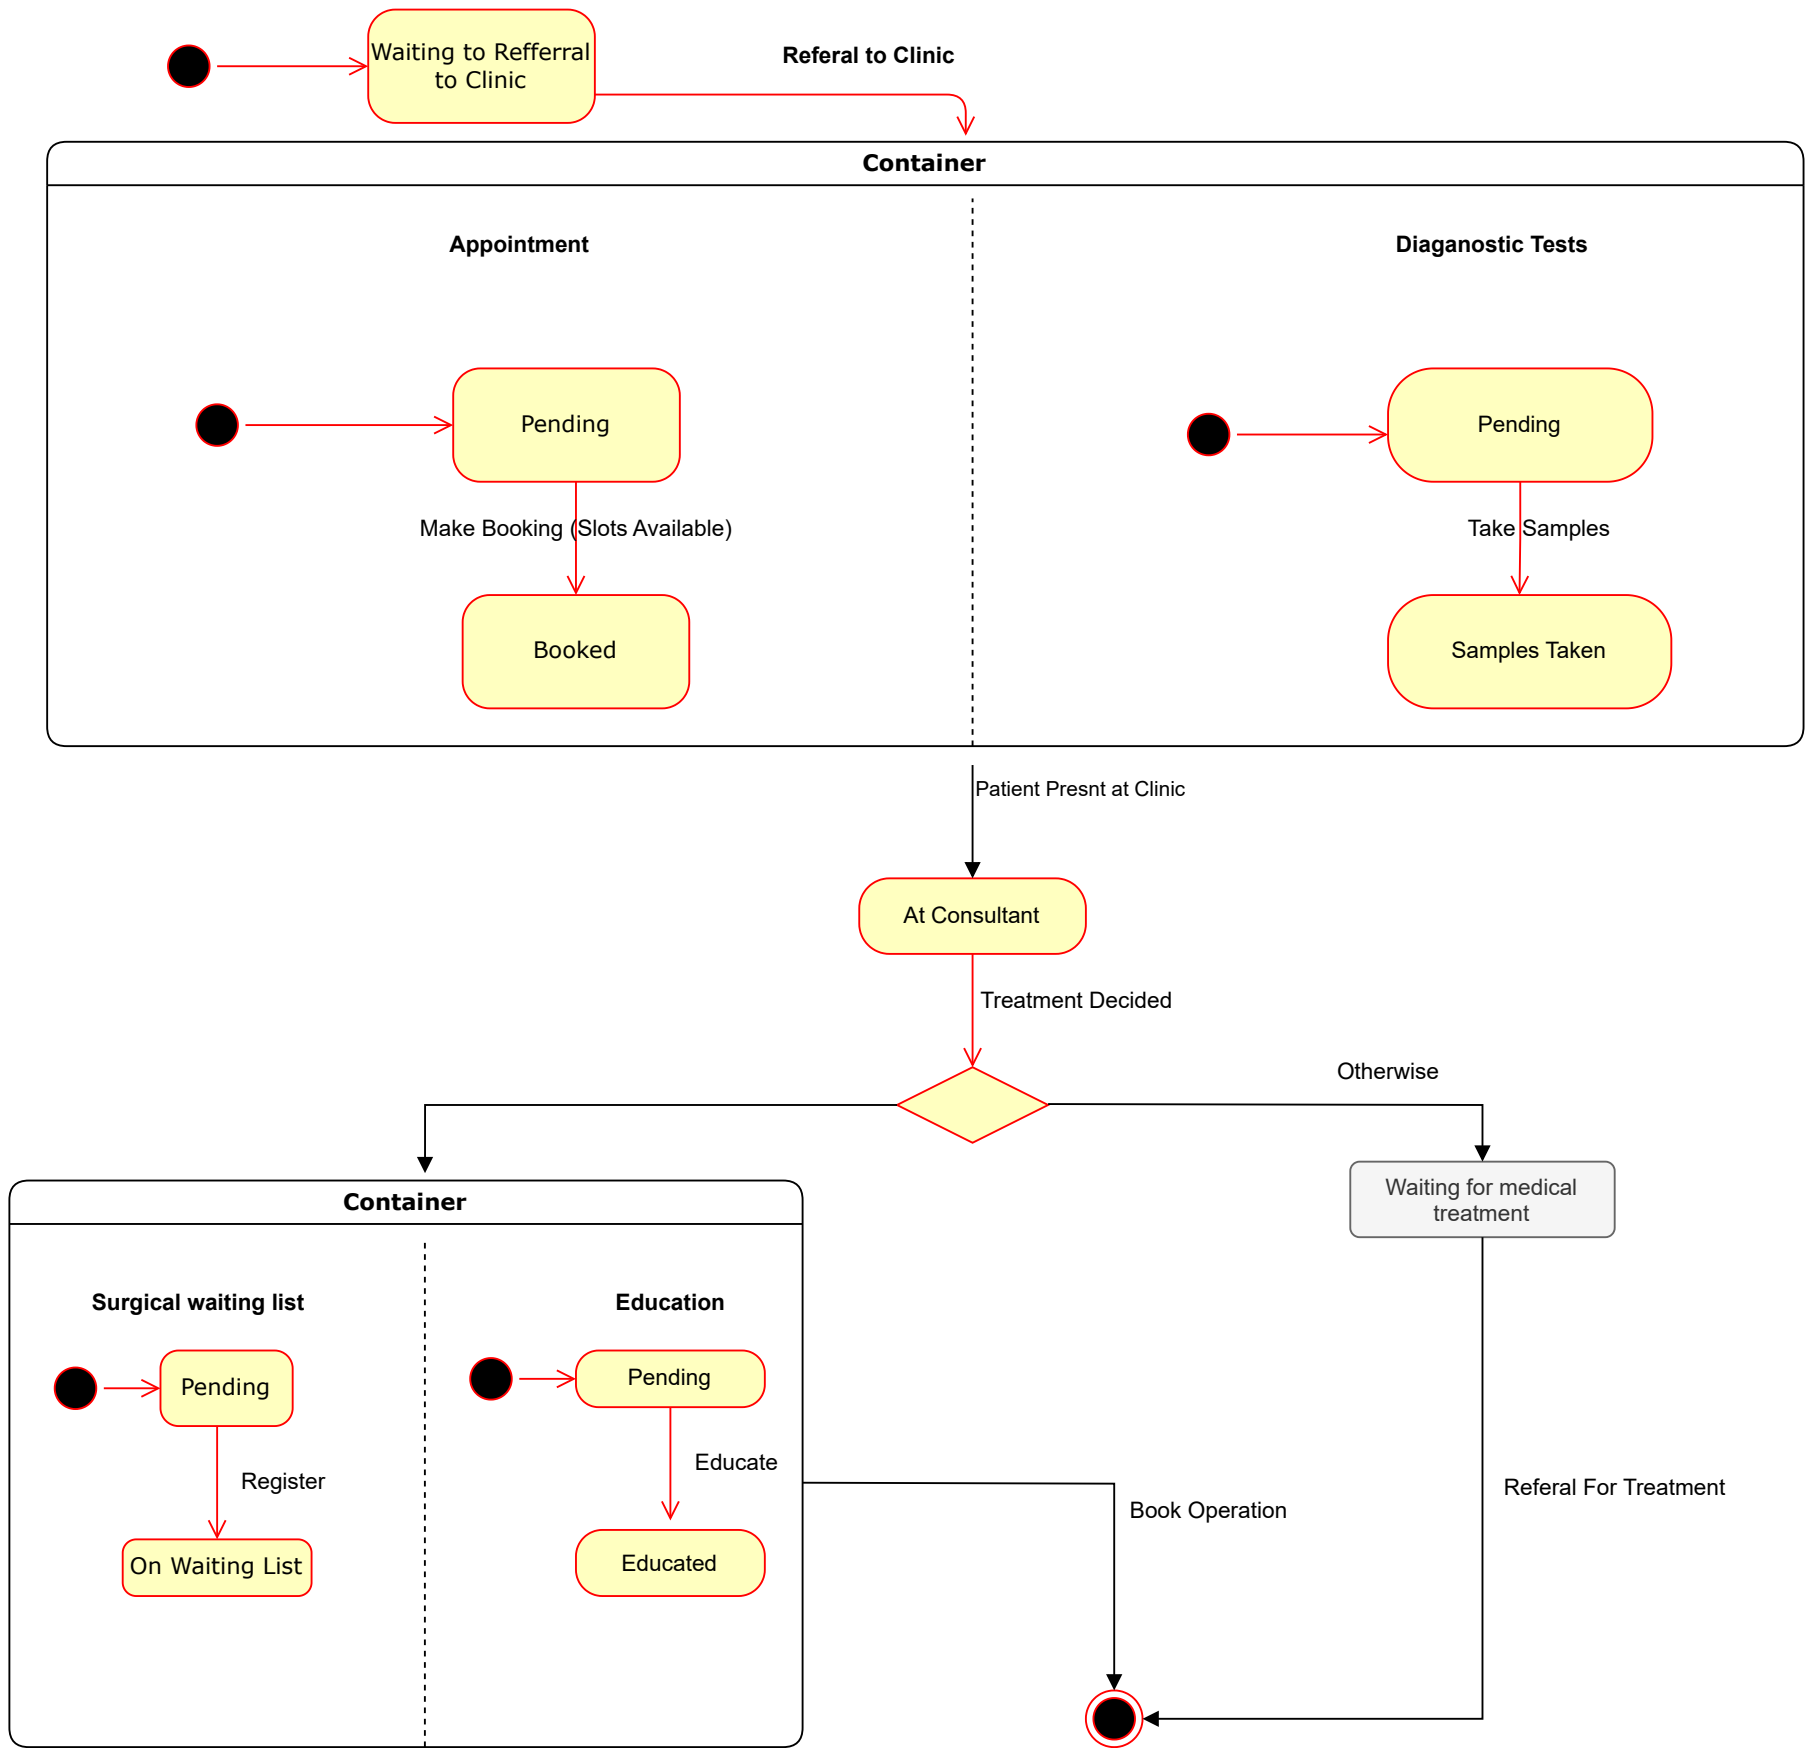 Waiting to Refferral
to Clinic
Referal to Clinic
Container
Appointment
Diaganostic Tests
Pending
Pending
Make Booking (Slots Available)
Take Samples
Booked
Samples Taken
Patient Presnt at Clinic
At Consultant
Treatment Decided
Otherwise
Waiting for medical
treatment
Container
Surgical waiting list
Education
Pending
Pending
Register
Educate
On Waiting List
Educated
Book Operation
Referal For Treatment